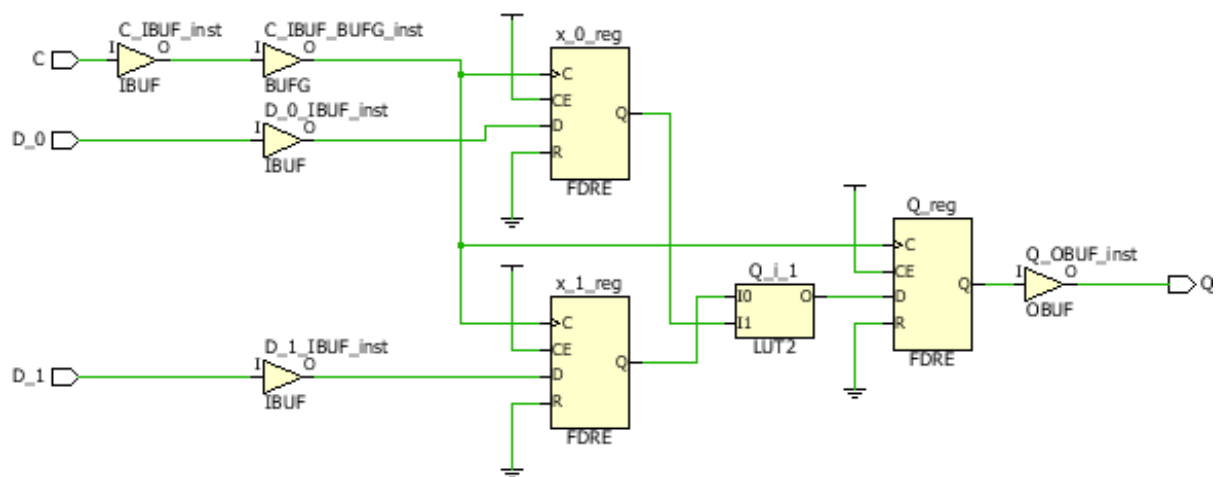 C
I
C_IBUF_inst
O
IBUF
I
C_IBUF_BUFG_inst
O
BUFG
D_0
I
D_0_IBUF_inst
O
IBUF
x_0_reg
C
CE
D
R
Q
FDRE
D_1
I
D_1_IBUF_inst
O
IBUF
x_1_reg
C
CE
D
R
Q
FDRE
Q_i_1
I0
I1
O
LUT2
Q_reg
C
CE
D
R
Q
FDRE
I
Q_OBUF_inst
O
OBUF
Q